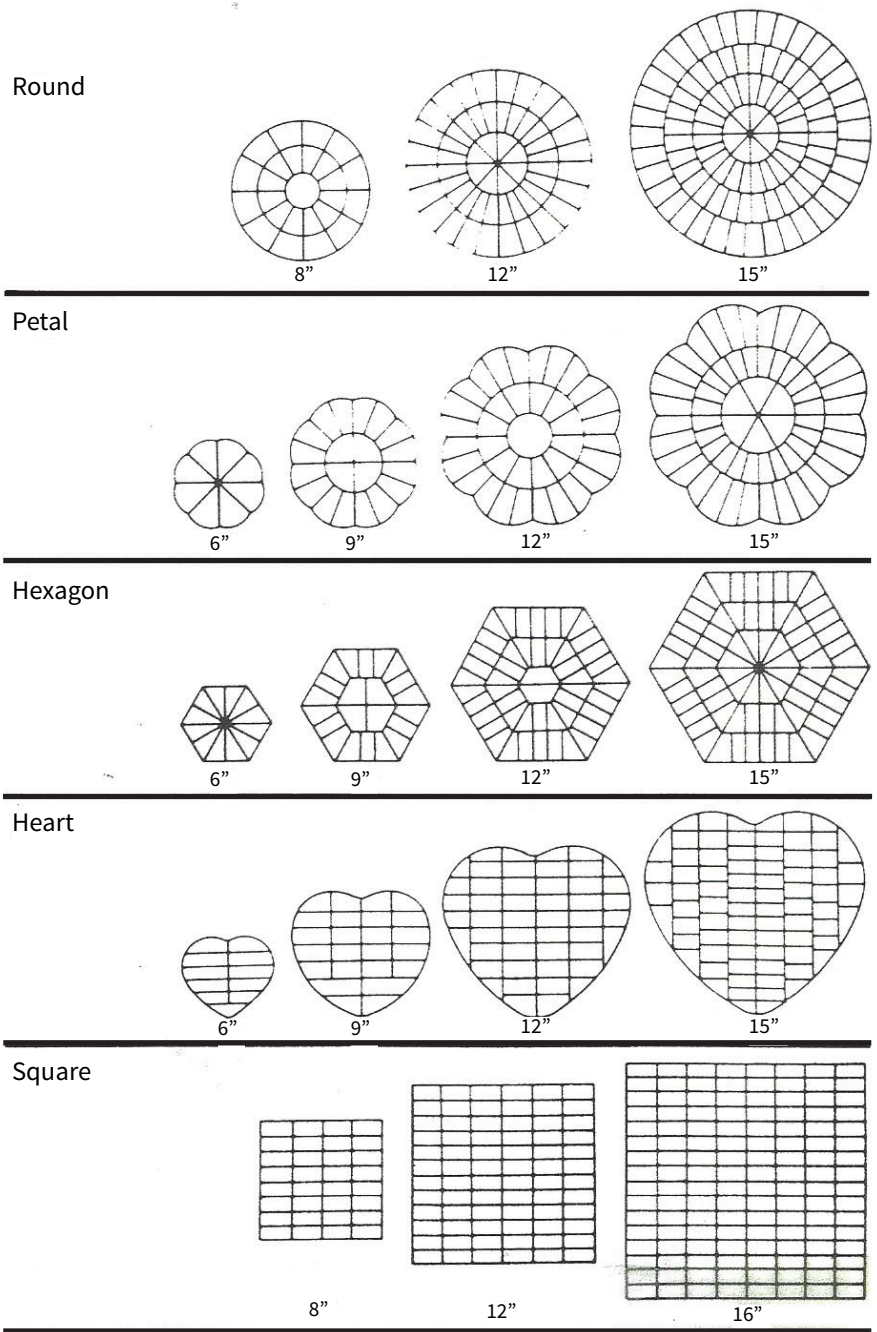 Round
8” 12” 15”
Petal
6” 9” 12” 15”
Hexagon
6” 9” 12” 15”
Heart
6” 9” 12” 15”
Square
8” 12” 16”